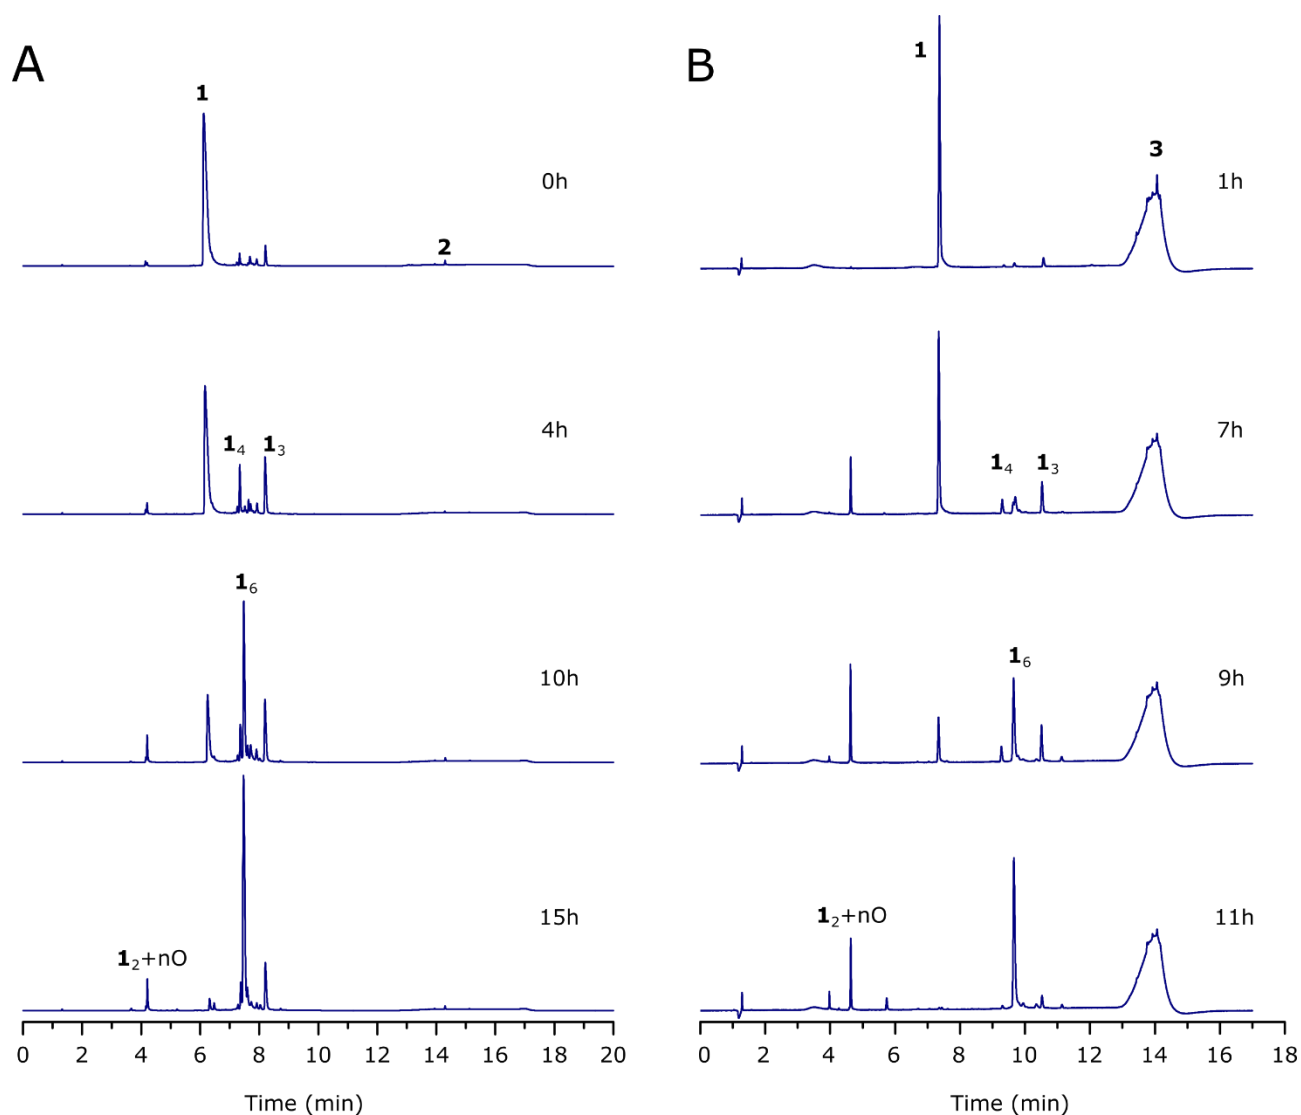 A
1
0h
2
4h
1₄
1₃
1₆
10h
15h
1₂+nO
0 2 4 6 8 10 12 14 16 18 20
Time (min)
B
1
3
1h
7h
1₄
1₃
1₆
9h
1₂+nO
11h
0 2 4 6 8 10 12 14 16 18
Time (min)